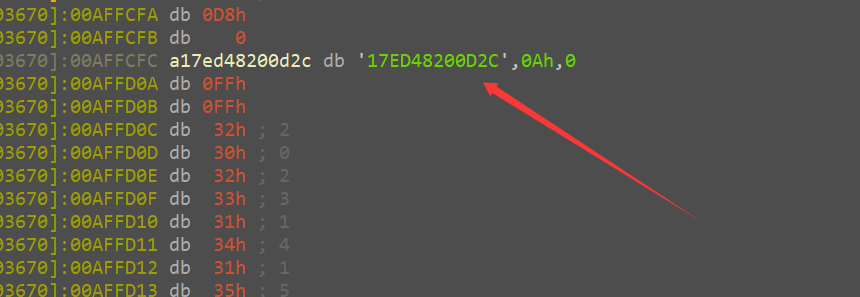 03670]:00AFFCFA db 0D8h
03670]:00AFFCFB db 0
03670]:00AFFCFC a17ed48200d2c db '17ED48200D2C',0Ah,0
03670]:00AFFD0A db 0FFh
03670]:00AFFD0B db 0FFh
03670]:00AFFD0C db 32h ; 2
03670]:00AFFD0D db 30h ; 0
03670]:00AFFD0E db 32h ; 2
03670]:00AFFD0F db 33h ; 3
03670]:00AFFD10 db 31h ; 1
03670]:00AFFD11 db 34h ; 4
03670]:00AFFD12 db 31h ; 1
03670]:00AFFD13 db 35h ; 5